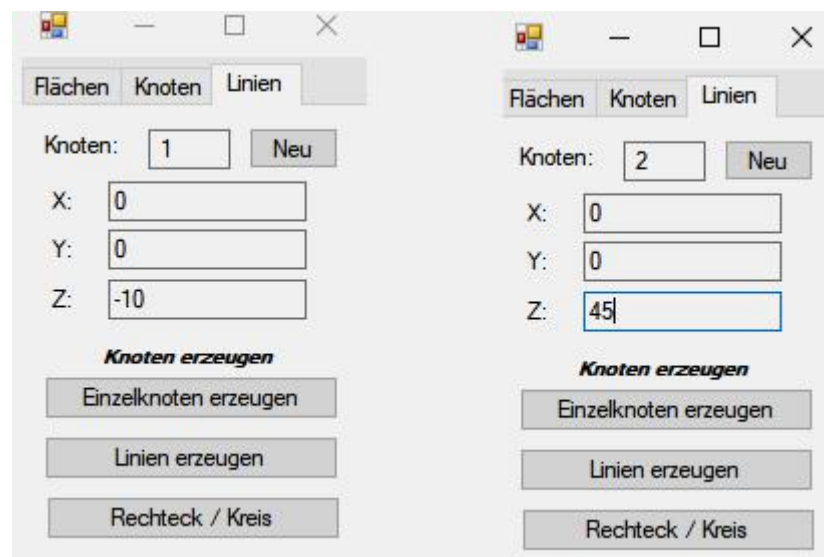 Flächen Knoten Linien
Knoten: 1 Neu
X: 0
Y: 0
Z: -10
Knoten erzeugen
Einzelknoten erzeugen
Linien erzeugen
Rechteck / Kreis
Flächen Knoten Linien
Knoten: 2 Neu
X: 0
Y: 0
Z: 45
Knoten erzeugen
Einzelknoten erzeugen
Linien erzeugen
Rechteck / Kreis